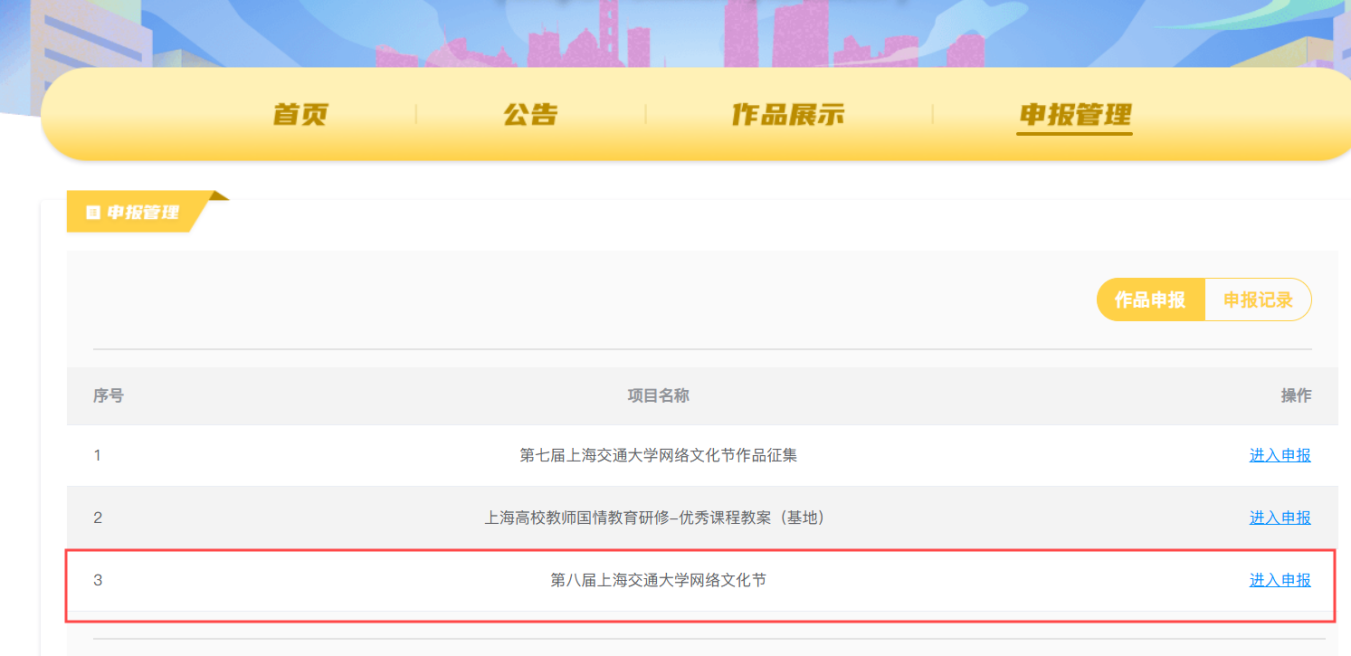 首页 公告 作品展示 申报管理
申报管理
作品申报 申报记录
序号 项目名称 操作
1 第七届上海交通大学网络文化节作品征集 进入申报
2 上海高校教师国情教育研修-优秀课程教案（基地） 进入申报
3 第八届上海交通大学网络文化节 进入申报